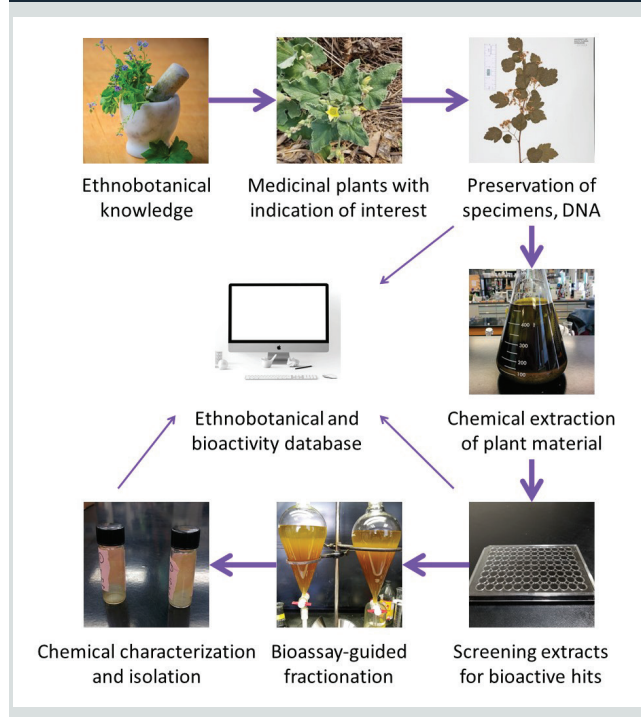 Ethnobotanical
knowledge
Medicinal plants with
indication of interest
Preservation of
specimens, DNA
Chemical extraction
of plant material
Ethnobotanical and
bioactivity database
Chemical characterization
and isolation
Bioassay-guided
fractionation
Screening extracts
for bioactive hits